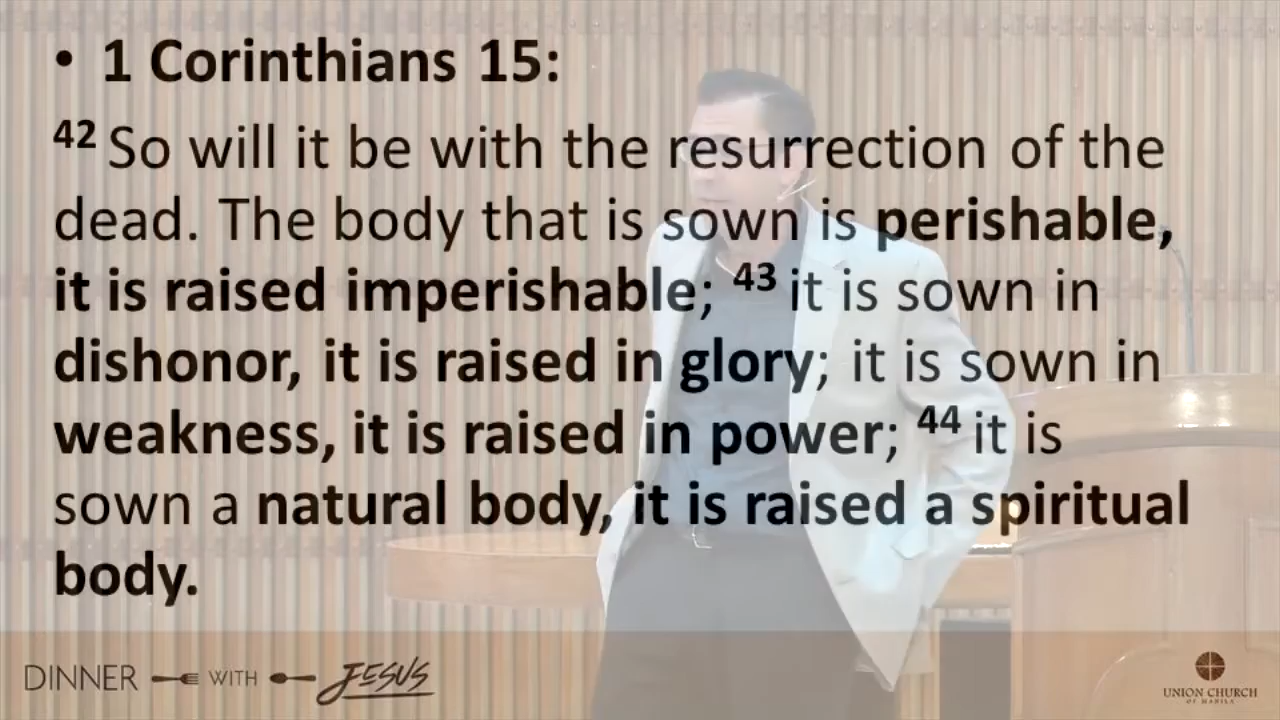 • 1 Corinthians 15:
42 So will it be with the resurrection of the
dead. The body that is sown is perishable,
it is raised imperishable; 43 it is sown in
dishonor, it is raised in glory; it is sown in
weakness, it is raised in power; 44 it is
sown a natural body, it is raised a spiritual
body.
DINNER WITH JESUS
UNION CHURCH
OF MANILA